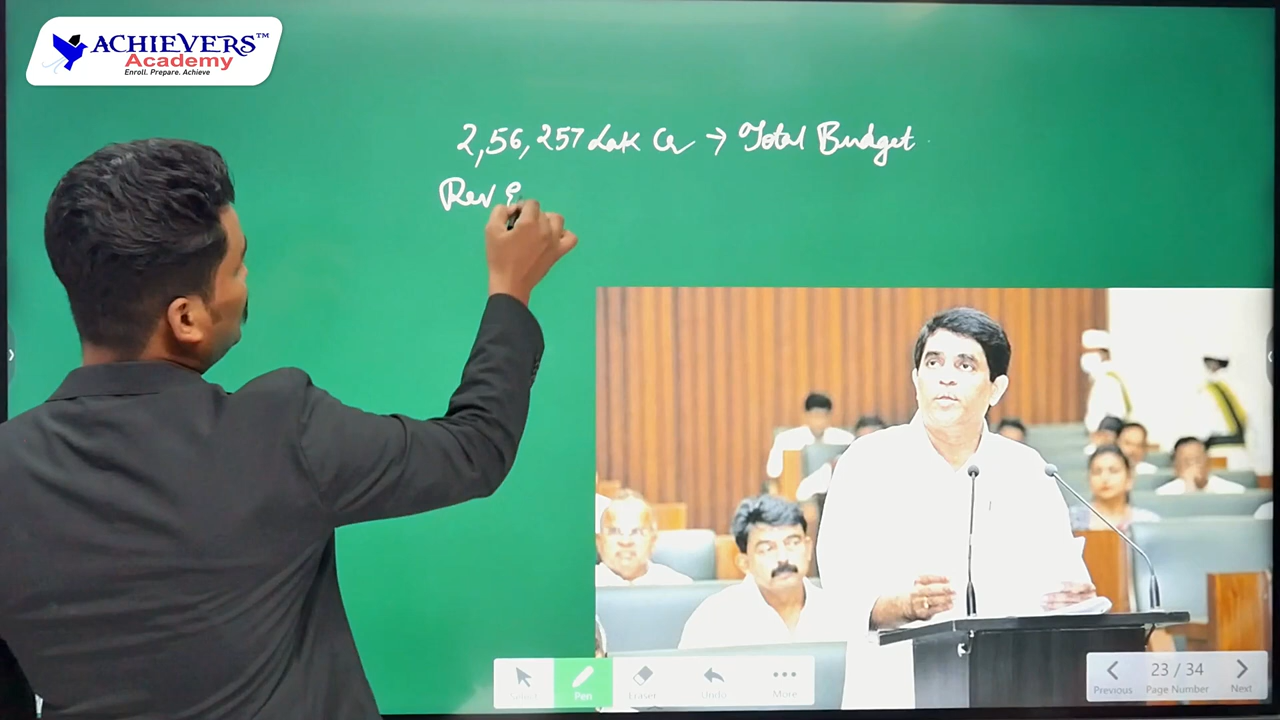 ACHIEVERS™
Academy
Enroll. Prepare. Achieve
2,56,257 Lak Cr → Total Budget
Rev E
Select
Pen
Eraser
Undo
More
Previous
23 / 34
Page Number
Next